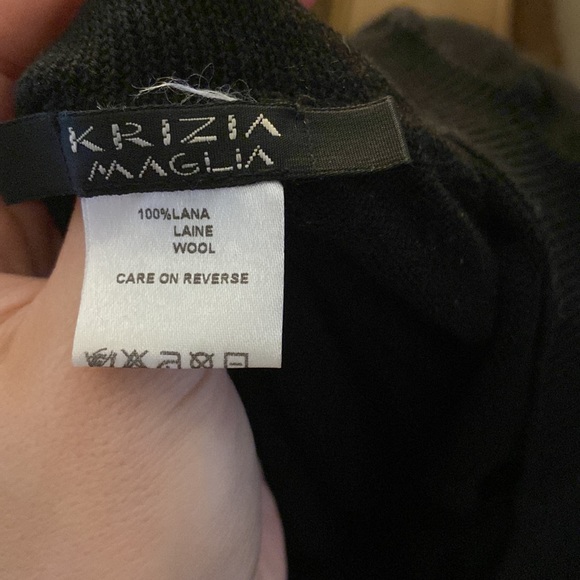 KRIZIA
MAGLIA
100%LANA
LAINE
WOOL
CARE ON REVERSE